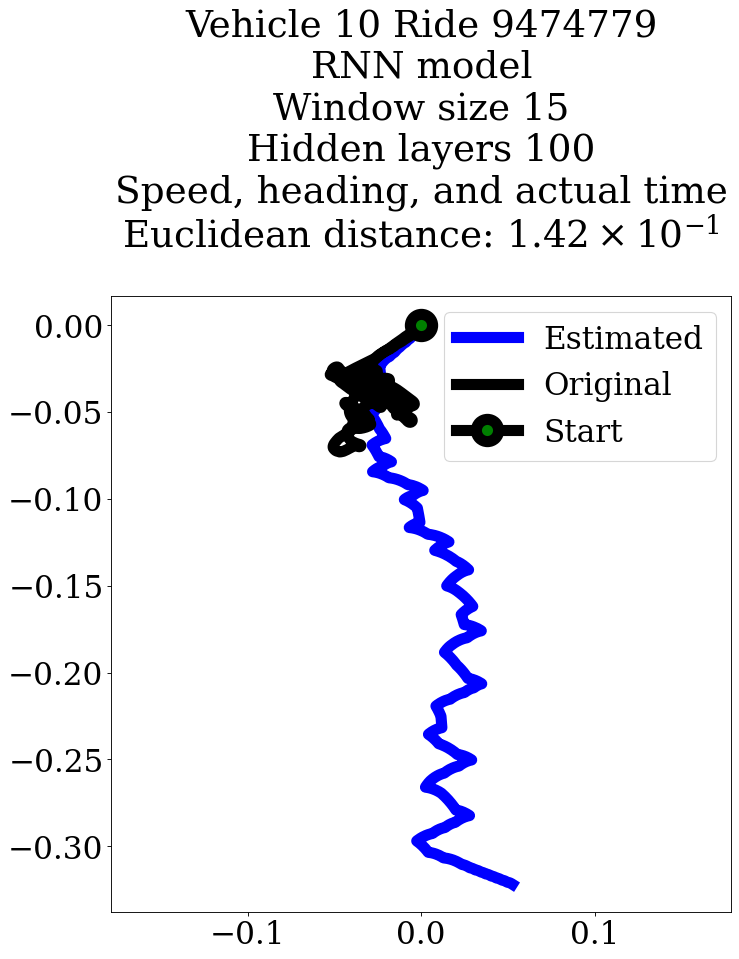 Vehicle 10 Ride 9474779
RNN model
Window size 15
Hidden layers 100
Speed, heading, and actual time
Euclidean distance: 1.42 × 10⁻¹
Estimated
Original
Start
0.00
−0.05
−0.10
−0.15
−0.20
−0.25
−0.30
−0.1
0.0
0.1